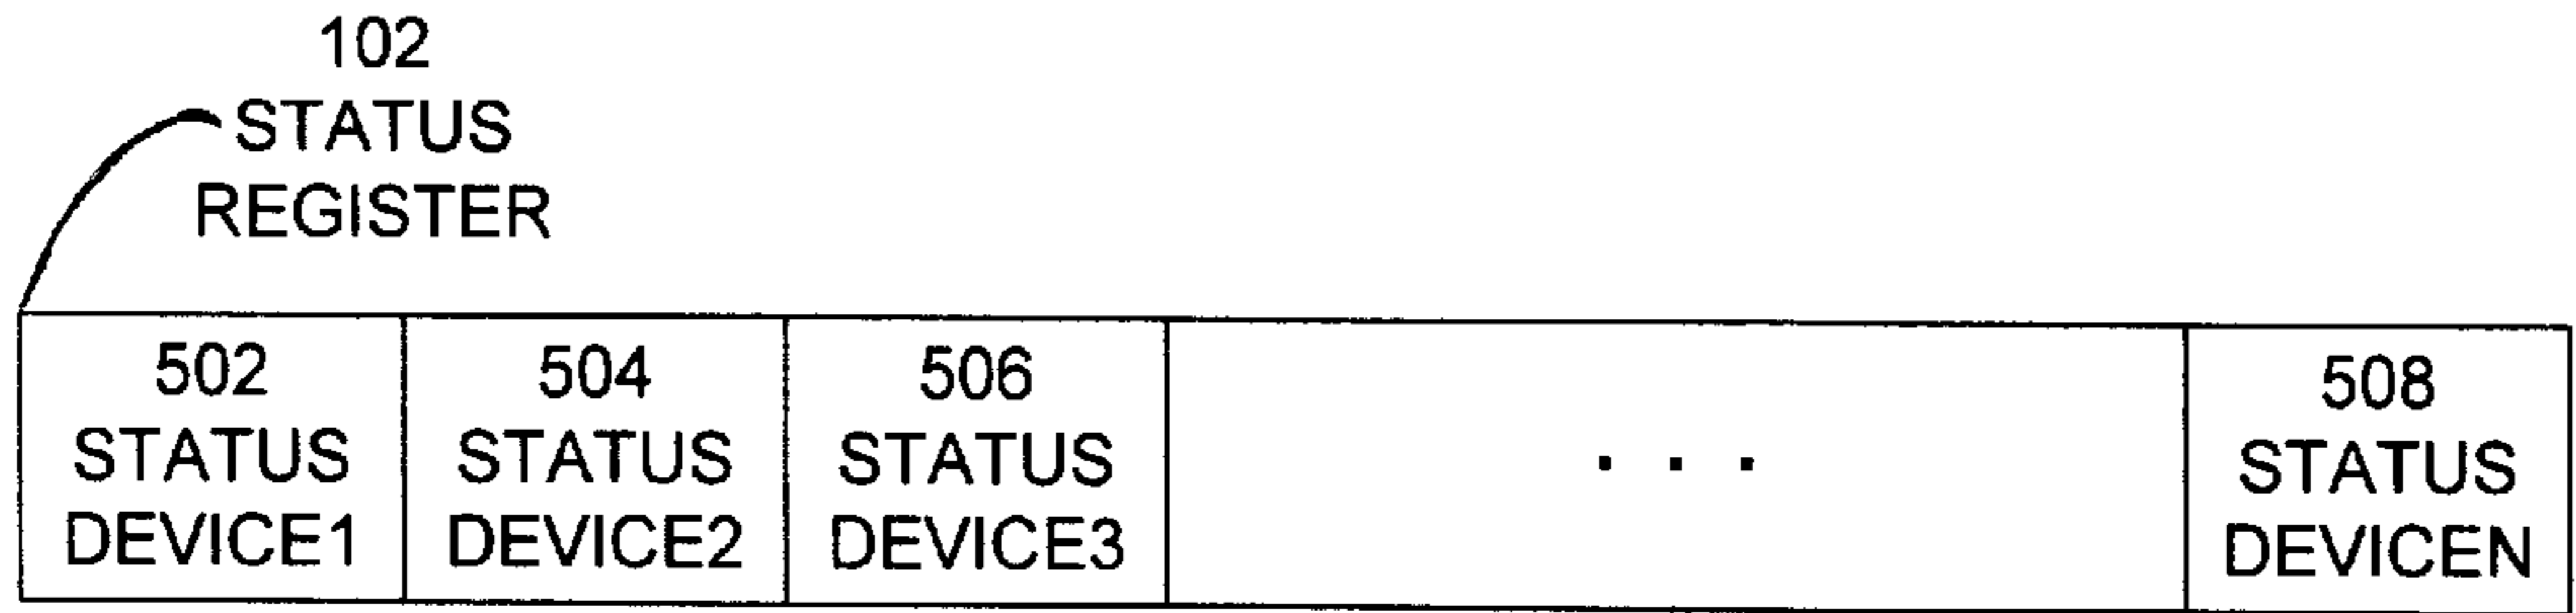 102
STATUS
REGISTER
502
STATUS
DEVICE1
504
STATUS
DEVICE2
506
STATUS
DEVICE3
. . .
508
STATUS
DEVICEN